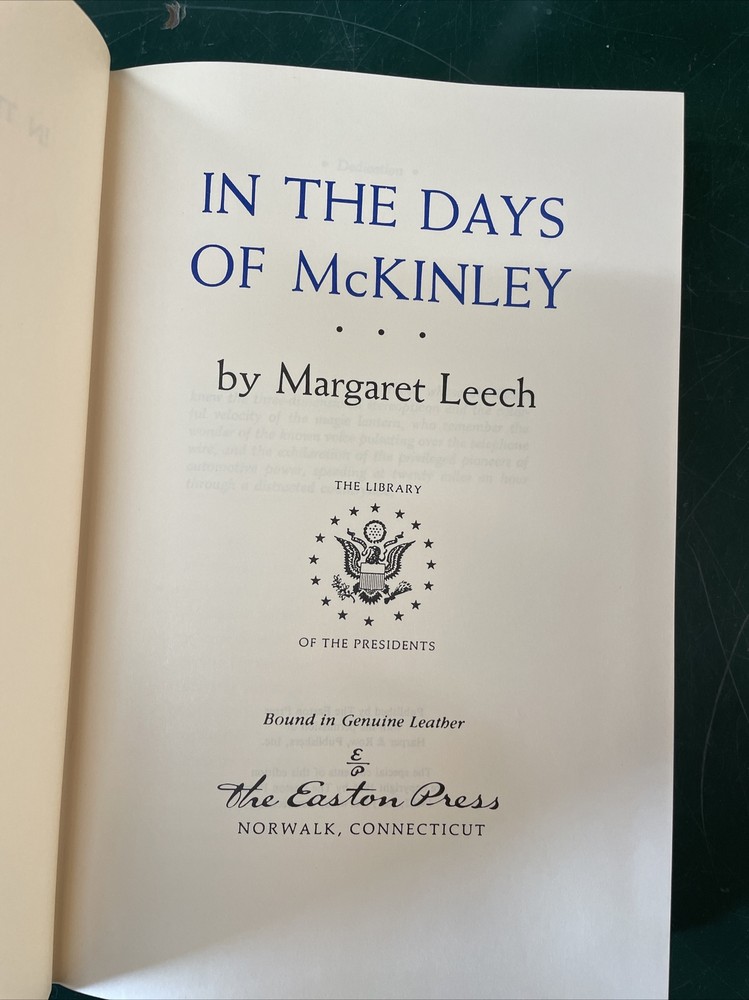 IN THE DAYS
OF McKINLEY
• • •
by Margaret Leech
THE LIBRARY
OF THE PRESIDENTS
Bound in Genuine Leather
E
P
The Easton Press
NORWALK, CONNECTICUT